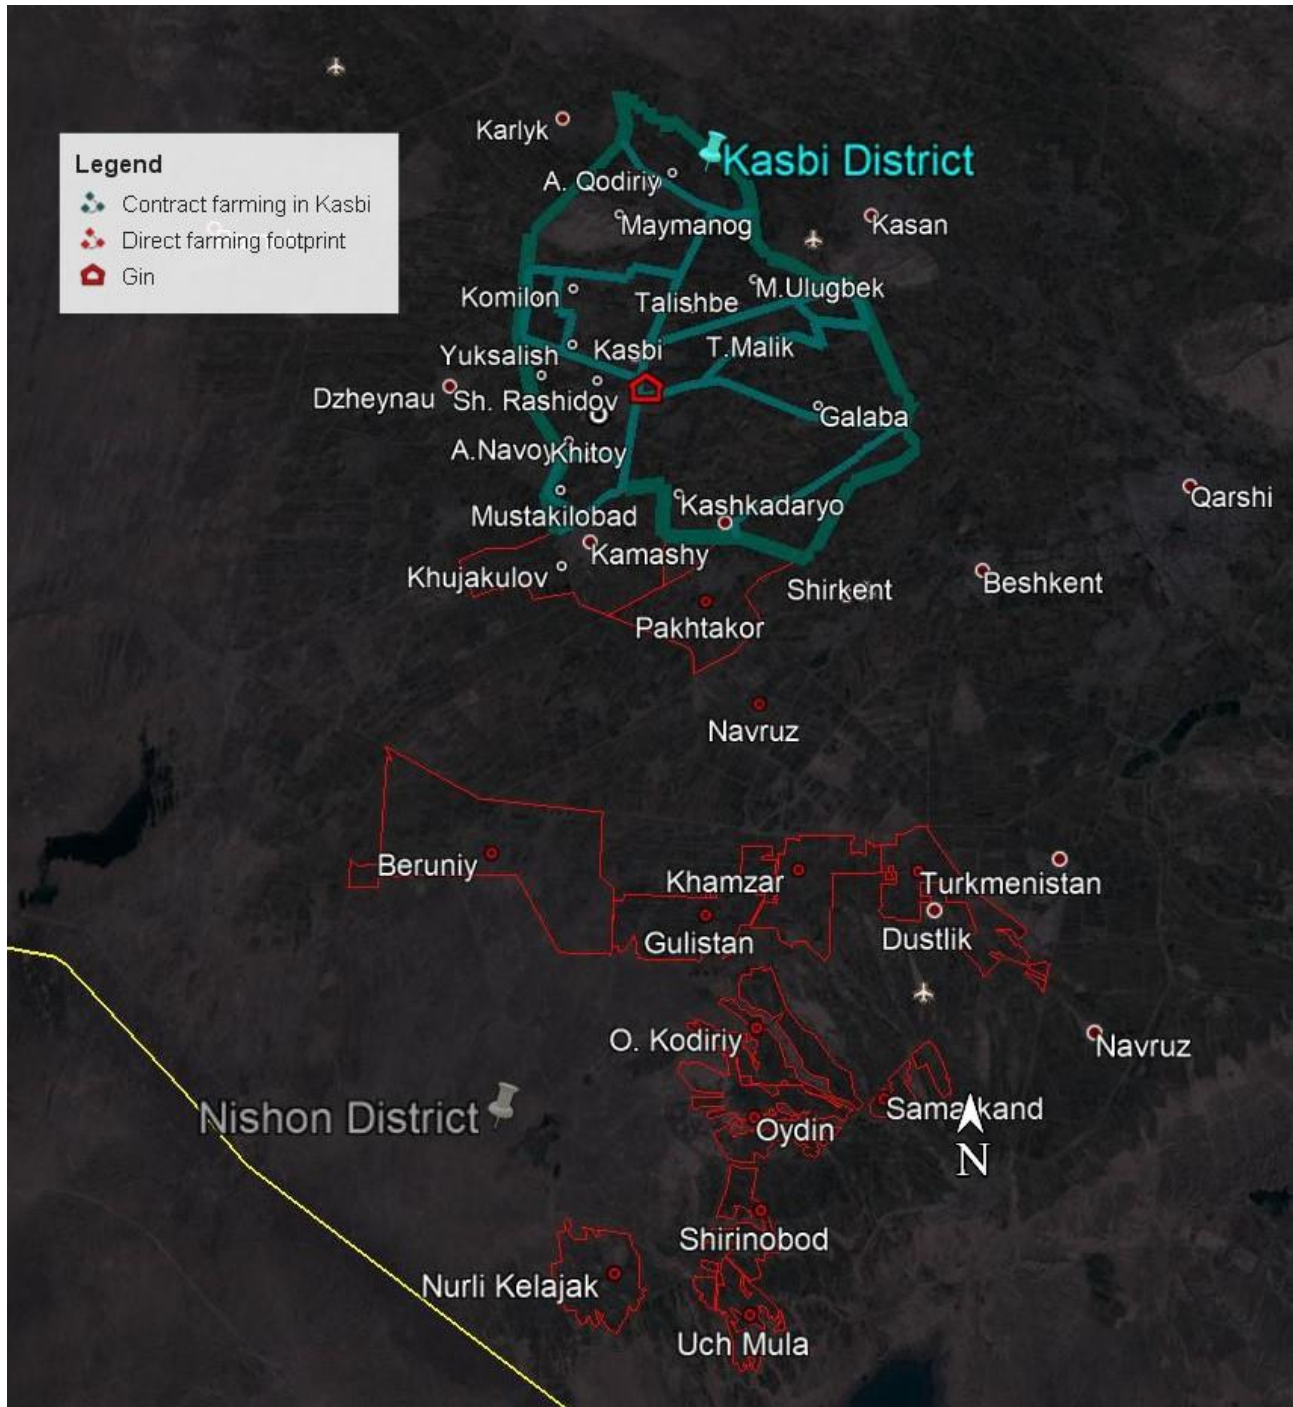 Karlyk
Kasbi District
Legend
A. Qodiriy
Contract farming in Kasbi
Maymanog
Kasan
Direct farming footprint
Gin
Komilon
Talishbe
M.Ulugbek
Yuksalish
Kasbi
T.Malik
Dzheynau
Sh. Rashidov
Galaba
A.Navoy
Khitoy
Qarshi
Mustakilobad
Kashkadaryo
Kamashy
Khujakulov
Shirkent
Beshkent
Pakhtakor
Navruz
Beruniy
Khamzar
Turkmenistan
Gulistan
Dustlik
O. Kodiriy
Navruz
Nishon District
Samarkand
Oydin
N
Shirinobod
Nurli Kelajak
Uch Mula